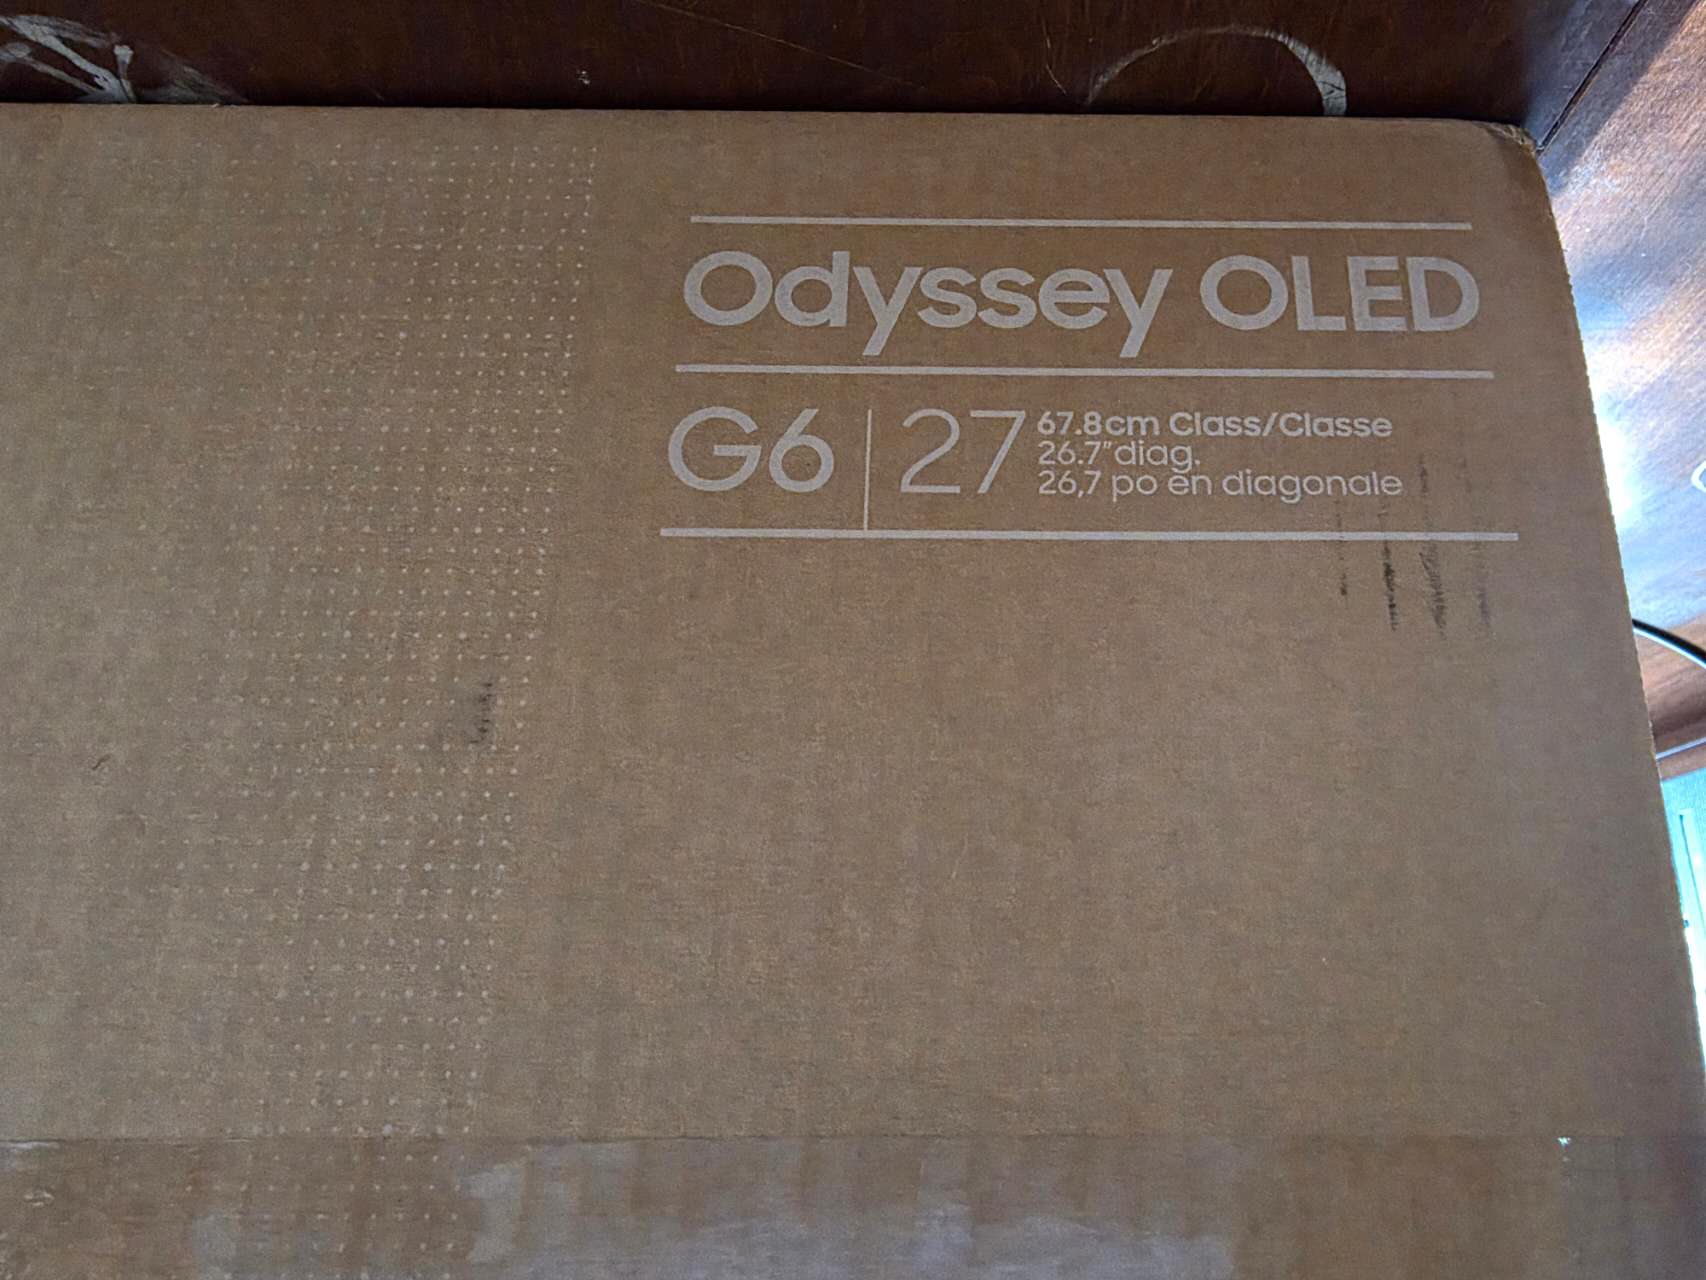 Odyssey OLED
G6 27
67.8cm Class/Classe
26.7"diag.
26,7 po en diagonale